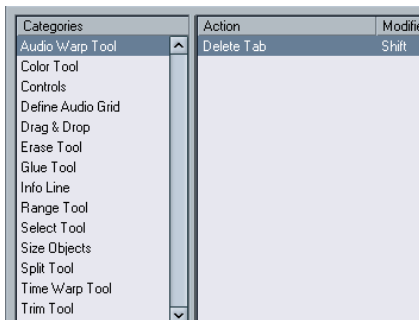 Categories
Audio Warp Tool
Color Tool
Controls
Define Audio Grid
Drag & Drop
Erase Tool
Glue Tool
Info Line
Range Tool
Select Tool
Size Objects
Split Tool
Time Warp Tool
Trim Tool
Action Modifie
Delete Tab Shift